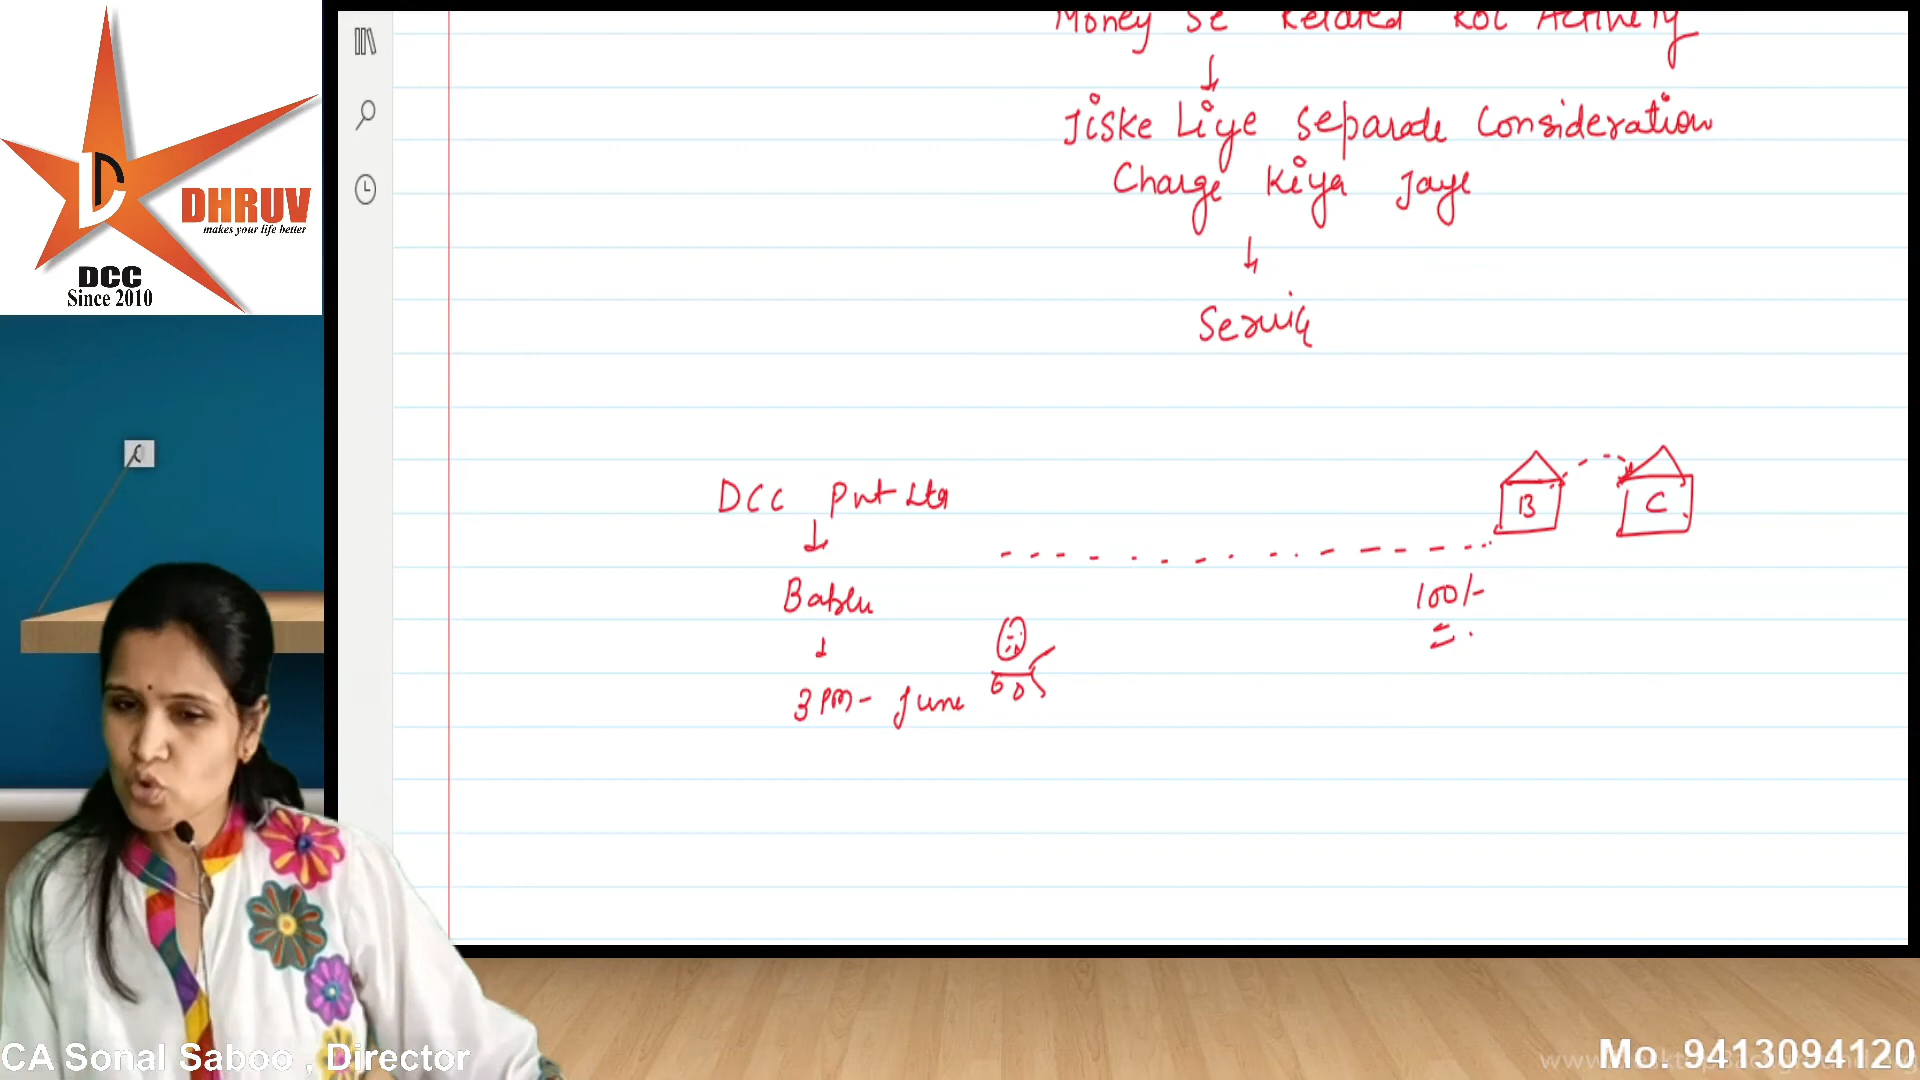 Money Se Related Koi Activity
↓
Jiske Liye Separate Consideration
Charge Kiya Jaye
↓
Service
DHRUV
makes your life better
DCC
Since 2010
DCC Pvt Ltd
↓
Bablu
↓
3 PM - June
B
C
100/-
CA Sonal Saboo , Director
Mo. 9413094120